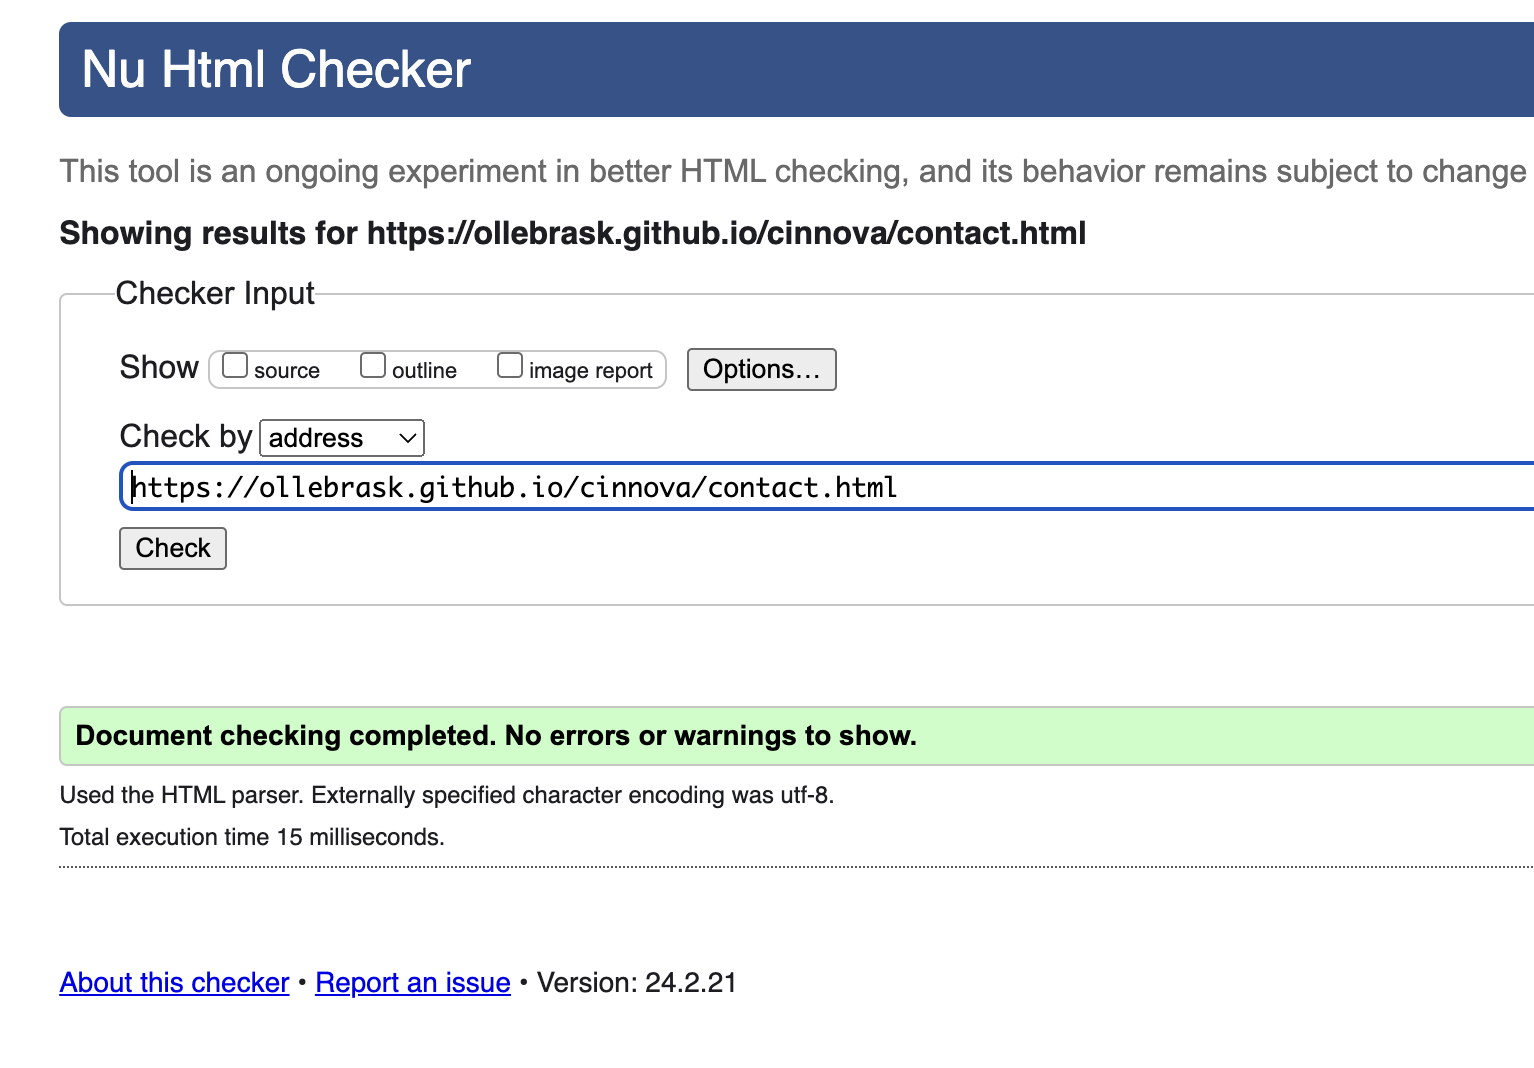 Nu Html Checker
This tool is an ongoing experiment in better HTML checking, and its behavior remains subject to change
Showing results for https://ollebrask.github.io/cinnova/contact.html
Checker Input
Show source outline image report Options…
Check by address
https://ollebrask.github.io/cinnova/contact.html
Check
Document checking completed. No errors or warnings to show.
Used the HTML parser. Externally specified character encoding was utf-8.
Total execution time 15 milliseconds.
About this checker • Report an issue • Version: 24.2.21